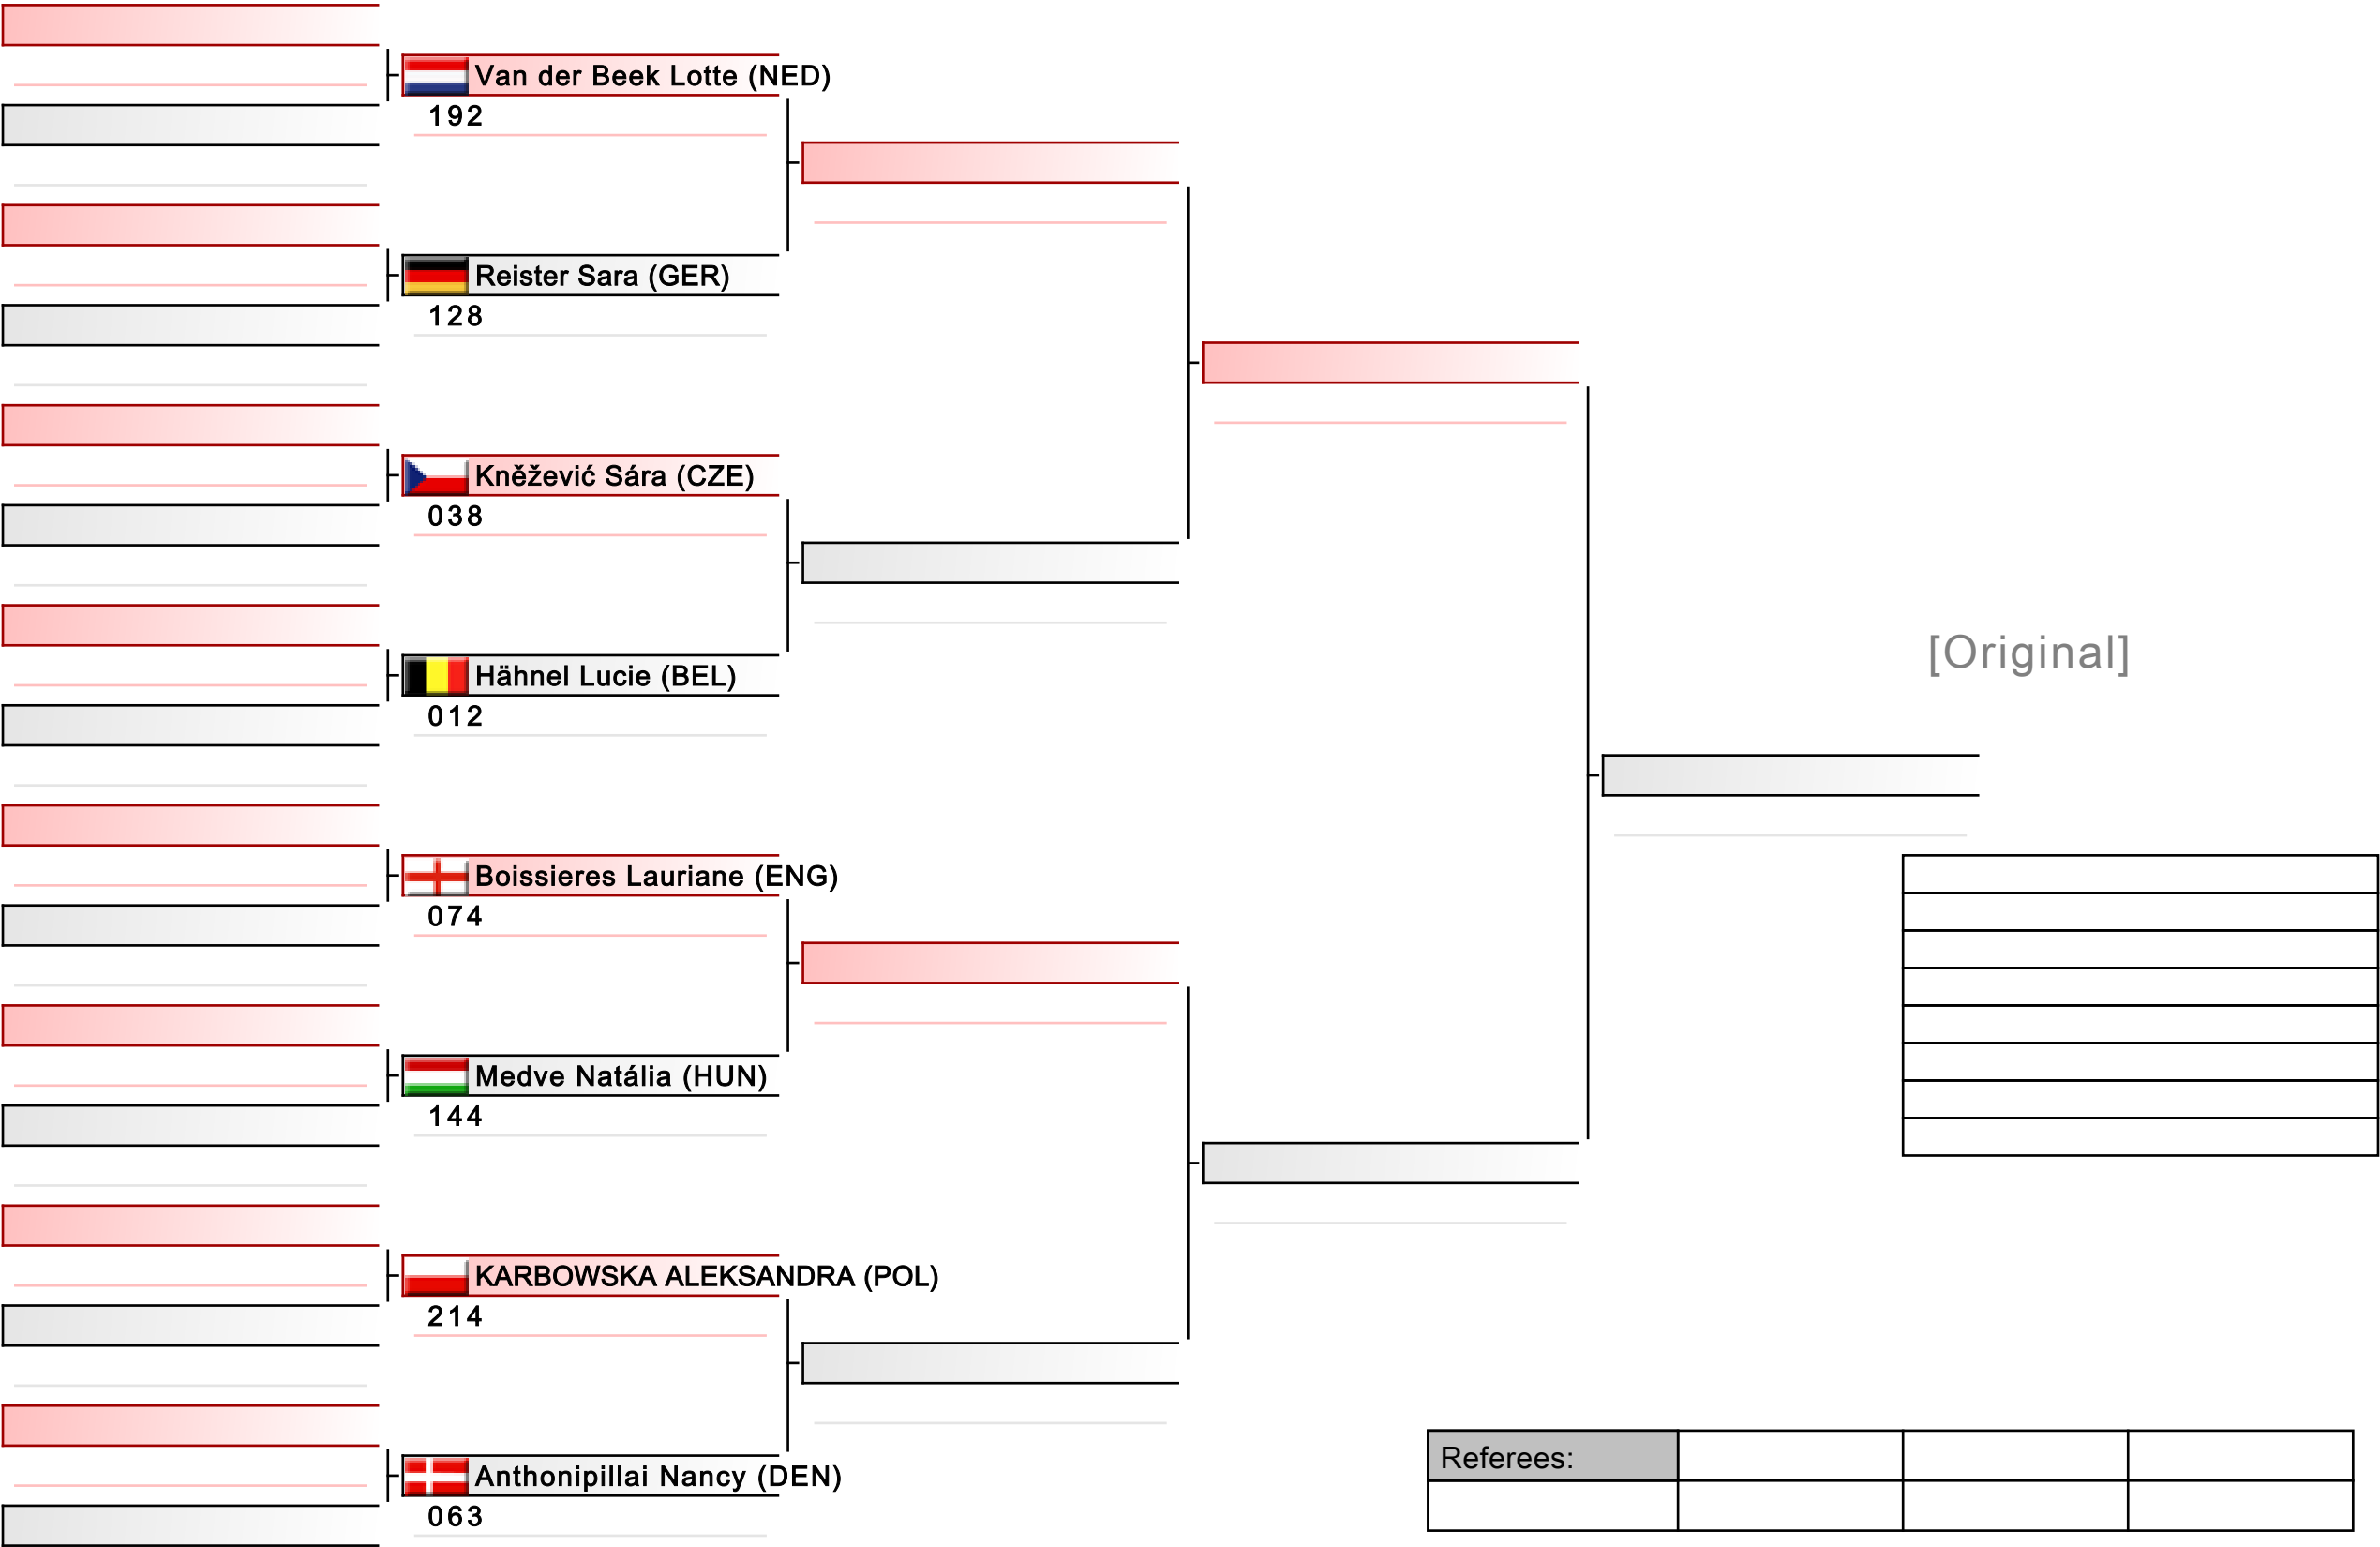 Van der Beek Lotte (NED)
192
Reister Sara (GER)
128
Kněžević Sára (CZE)
038
Hähnel Lucie (BEL)
012
[Original]
Boissieres Lauriane (ENG)
074
Medve Natália (HUN)
144
KARBOWSKA ALEKSANDRA (POL)
214
Anthonipillai Nancy (DEN)
063
Referees: